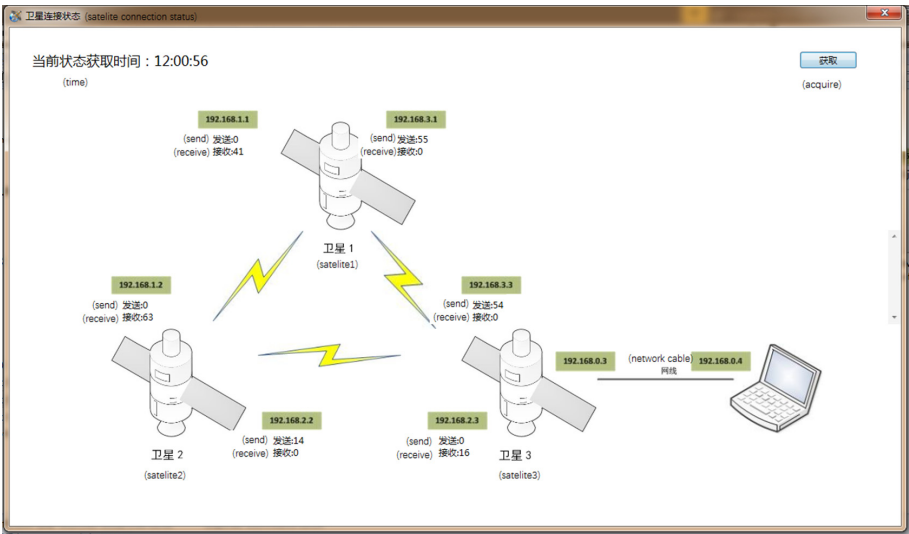 卫星连接状态 (satelite connection status)
当前状态获取时间：12:00:56
(time)
获取
(acquire)
192.168.1.1
(send) 发送:0
(receive) 接收:41
192.168.3.1
(send) 发送:55
(receive)接收:0
卫星 1
(satelite1)
192.168.1.2
(send) 发送:0
(receive) 接收:63
192.168.3.3
(send) 发送:54
(receive) 接收:0
192.168.0.3
(network cable)
网线
192.168.0.4
192.168.2.2
(send) 发送:14
(receive) 接收:0
192.168.2.3
(send) 发送:0
(receive) 接收:16
卫星 2
(satelite2)
卫星 3
(satelite3)